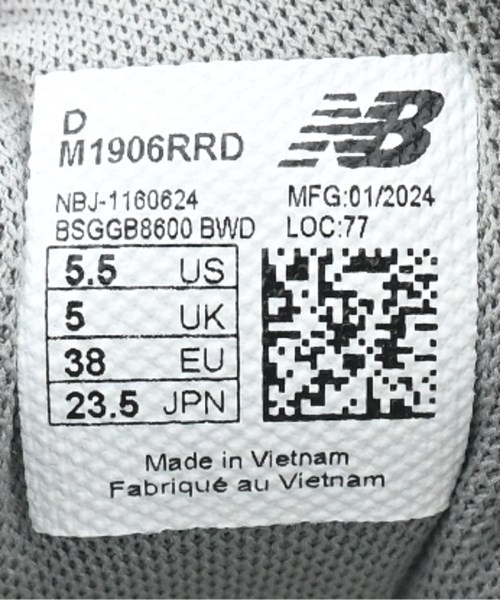 D
M1906RRD
NB
NBJ-1160624
MFG:01/2024
BSGGB8600 BWD
LOC:77
5.5 US
5 UK
38 EU
23.5 JPN
Made in Vietnam
Fabriqué au Vietnam